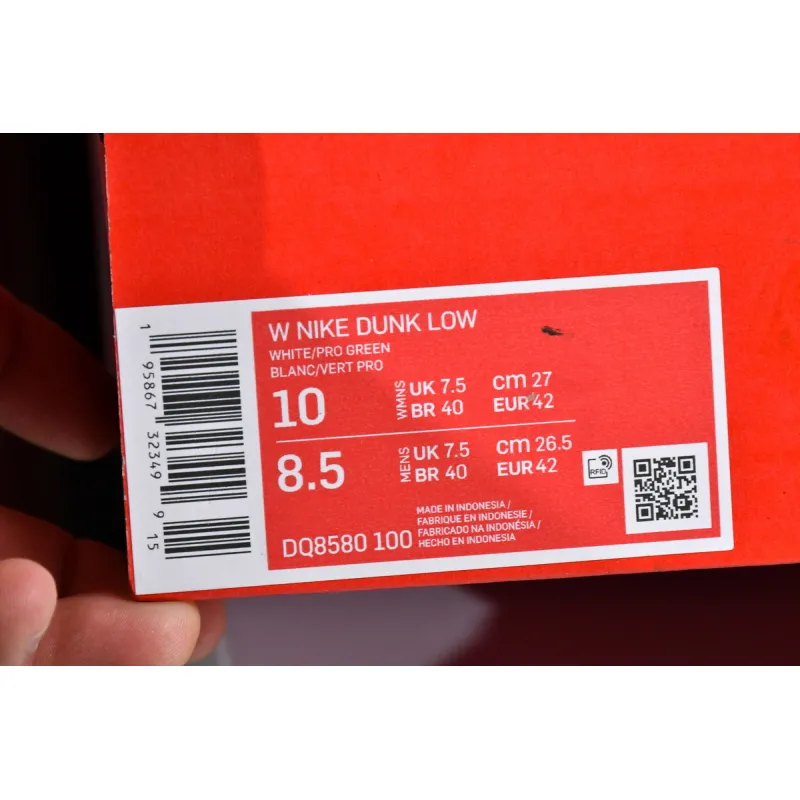 W NIKE DUNK LOW
WHITE/PRO GREEN
BLANC/VERT PRO
10 WMNS UK 7.5 cm 27
BR 40 EUR 42
8.5 MENS UK 7.5 cm 26.5
BR 40 EUR 42
RFID
DQ8580 100
MADE IN INDONESIA /
FABRIQUE EN INDONESIE /
FABRICADO NA INDONÉSIA /
HECHO EN INDONESIA
1 95867 32349 9 15